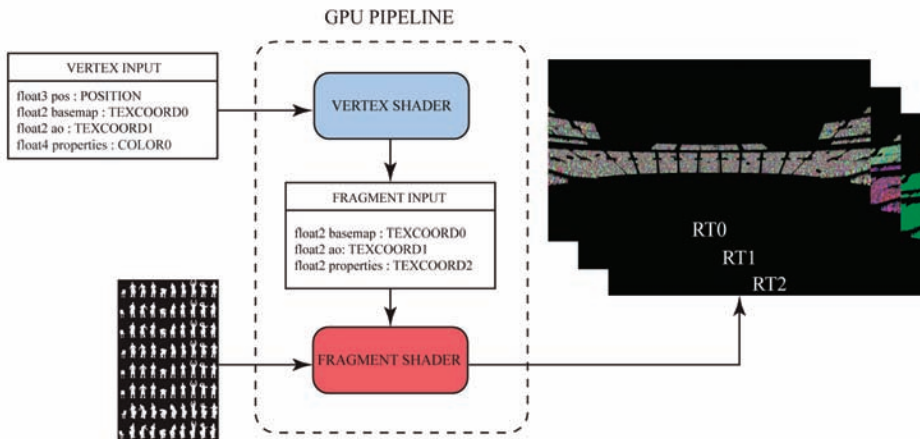 GPU PIPELINE
VERTEX INPUT
float3 pos : POSITION
float2 basemap : TEXCOORD0
float2 ao : TEXCOORD1
float4 properties : COLOR0
VERTEX SHADER
FRAGMENT INPUT
float2 basemap : TEXCOORD0
float2 ao: TEXCOORD1
float2 properties : TEXCOORD2
FRAGMENT SHADER
RT0
RT1
RT2